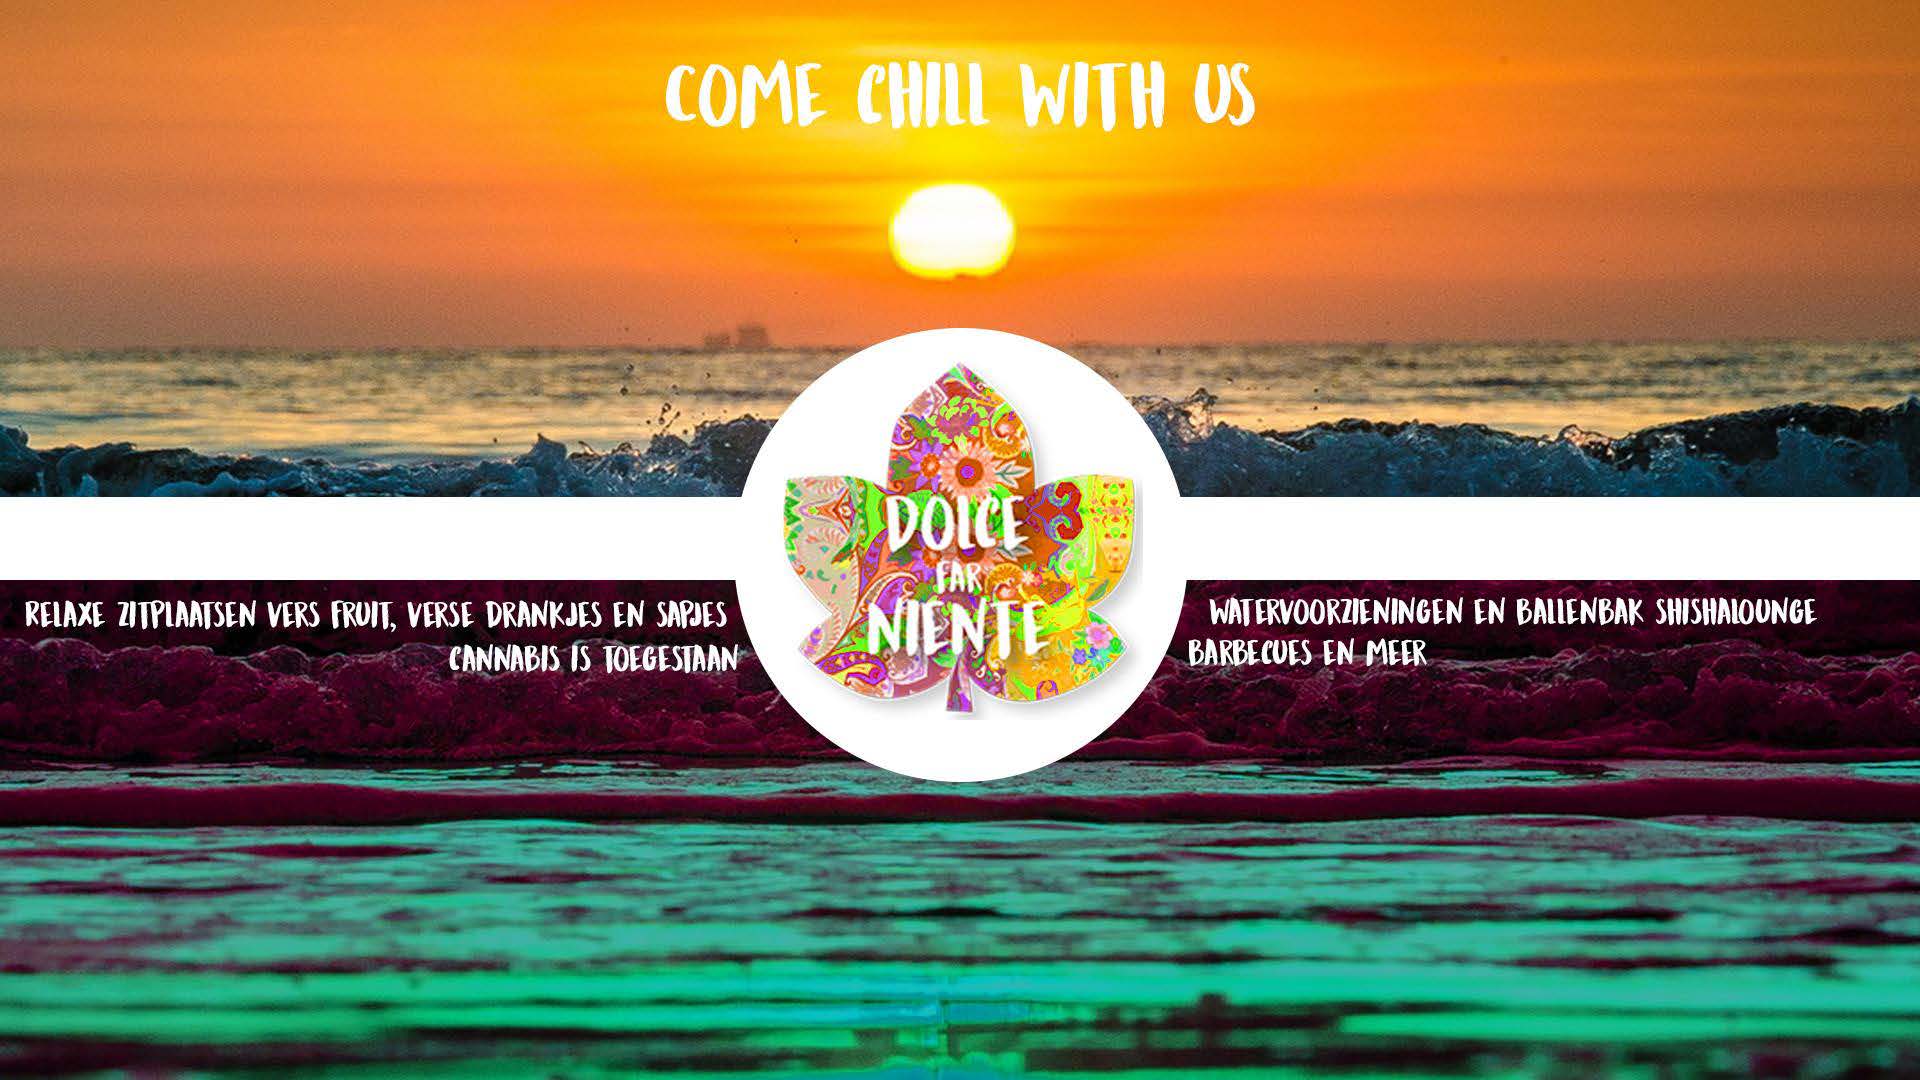 COME CHILL WITH US
DOLCE
FAR
NIENTE
RELAXE ZITPLAATSEN VERS FRUIT, VERSE DRANKJES EN SAPJES
CANNABIS IS TOEGESTAAN
WATERVOORZIENINGEN EN BALLENBAK SHISHALOUNGE
BARBECUES EN MEER